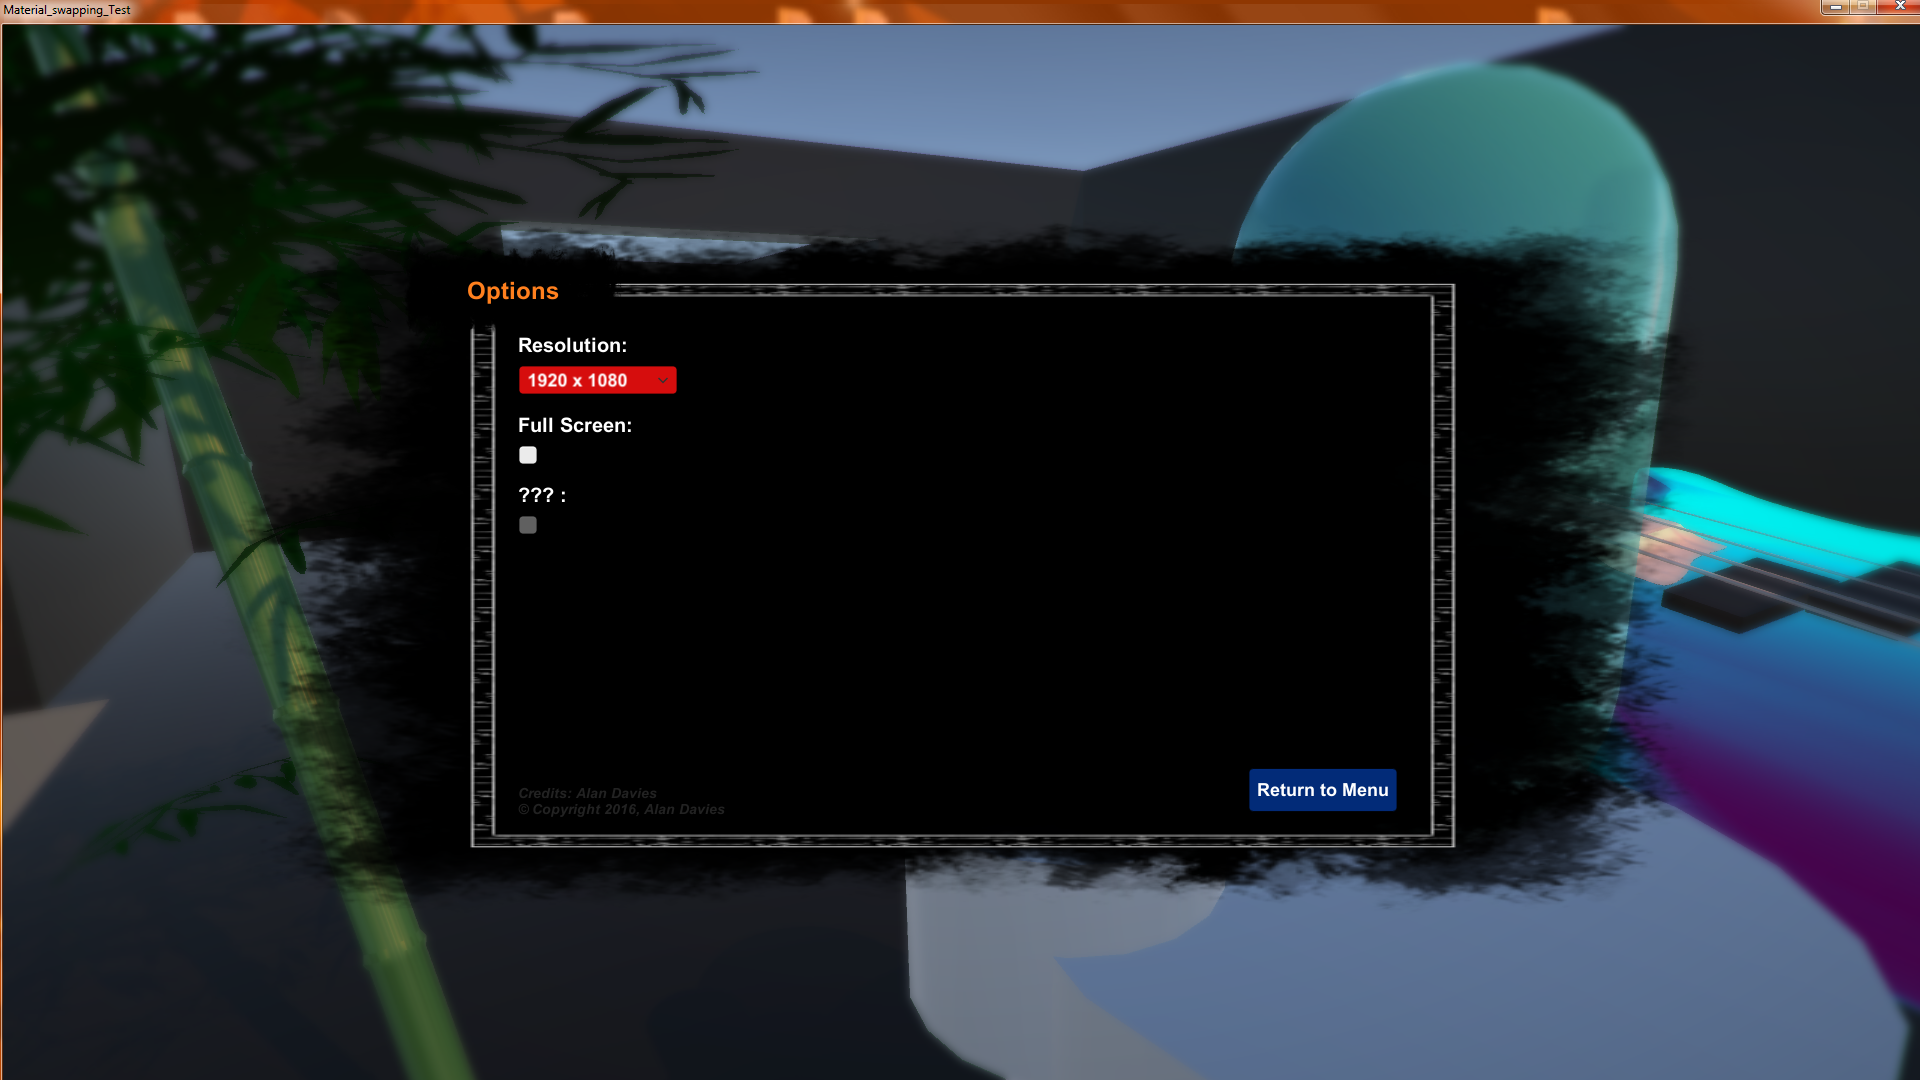 Material_swapping_Test
Options
Resolution:
1920 x 1080
Full Screen:
??? :
Return to Menu
Credits: Alan Davies
© Copyright 2016, Alan Davies